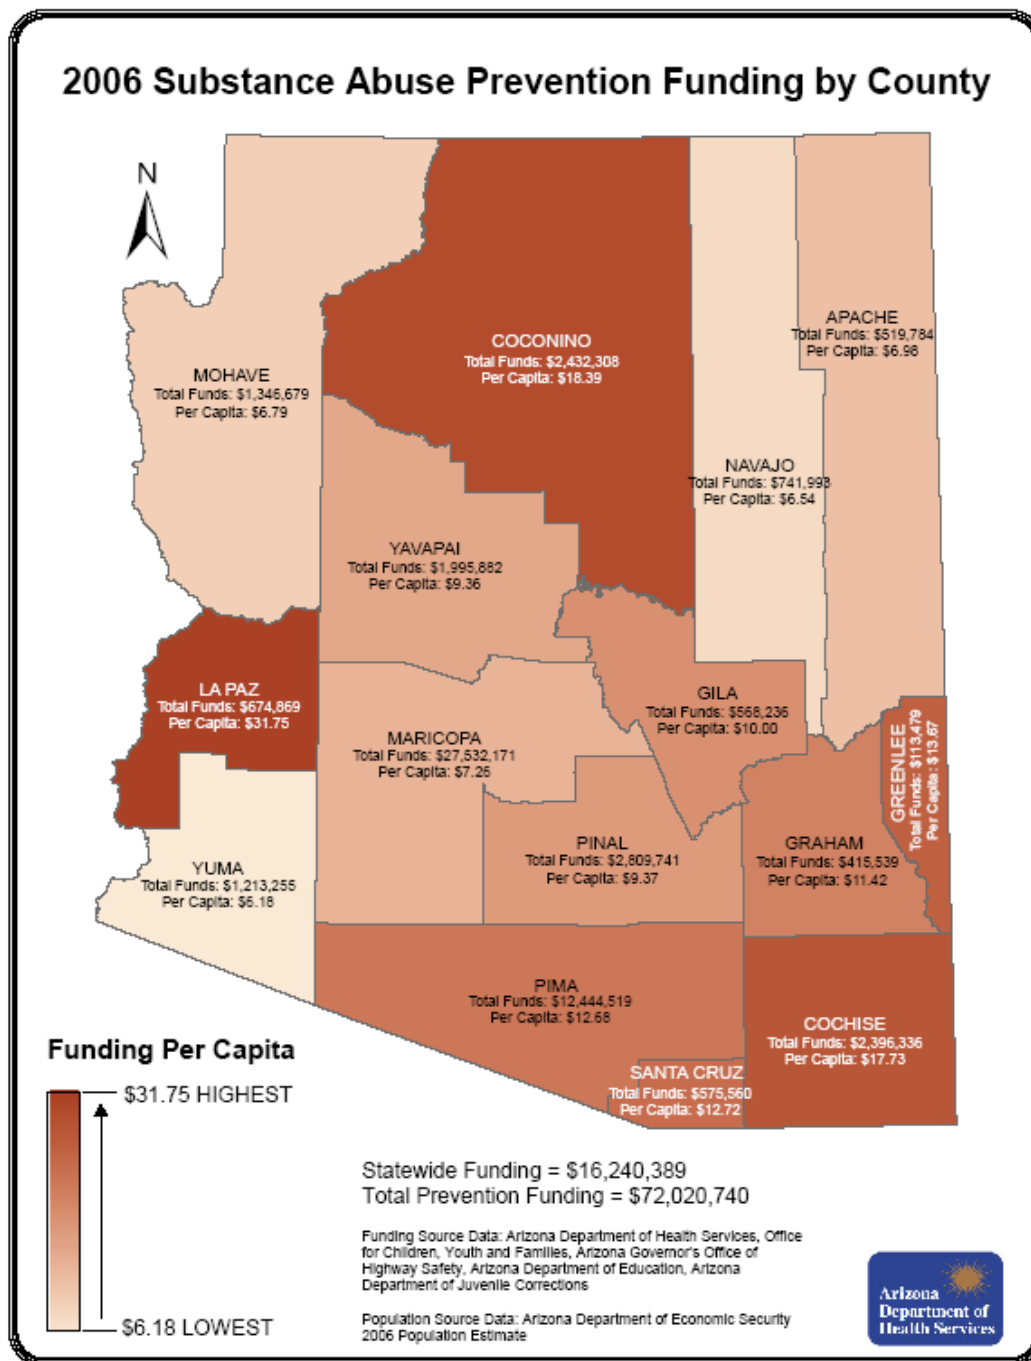 2006 Substance Abuse Prevention Funding by County
N
COCONINO
Total Funds: $2,432,308
Per Capita: $18.39
APACHE
Total Funds: $519,784
Per Capita: $6.98
MOHAVE
Total Funds: $1,346,679
Per Capita: $6.79
NAVAJO
Total Funds: $741,993
Per Capita: $6.54
YAVAPAI
Total Funds: $1,995,882
Per Capita: $9.36
LA PAZ
Total Funds: $674,869
Per Capita: $31.75
GILA
Total Funds: $568,236
Per Capita: $10.00
MARICOPA
Total Funds: $27,532,171
Per Capita: $7.26
GREENLEE
Total Funds: $113,479
Per Capita: $13.67
PINAL
Total Funds: $2,809,741
Per Capita: $9.37
GRAHAM
Total Funds: $415,539
Per Capita: $11.42
YUMA
Total Funds: $1,213,255
Per Capita: $6.18
PIMA
Total Funds: $12,444,519
Per Capita: $12.68
COCHISE
Total Funds: $2,396,336
Per Capita: $17.73
SANTA CRUZ
Total Funds: $575,560
Per Capita: $12.72
Funding Per Capita
$31.75 HIGHEST
$6.18 LOWEST
Statewide Funding = $16,240,389
Total Prevention Funding = $72,020,740
Funding Source Data: Arizona Department of Health Services, Office
for Children, Youth and Families, Arizona Governor's Office of
Highway Safety, Arizona Department of Education, Arizona
Department of Juvenile Corrections
Population Source Data: Arizona Department of Economic Security
2006 Population Estimate
Arizona
Department of
Health Services